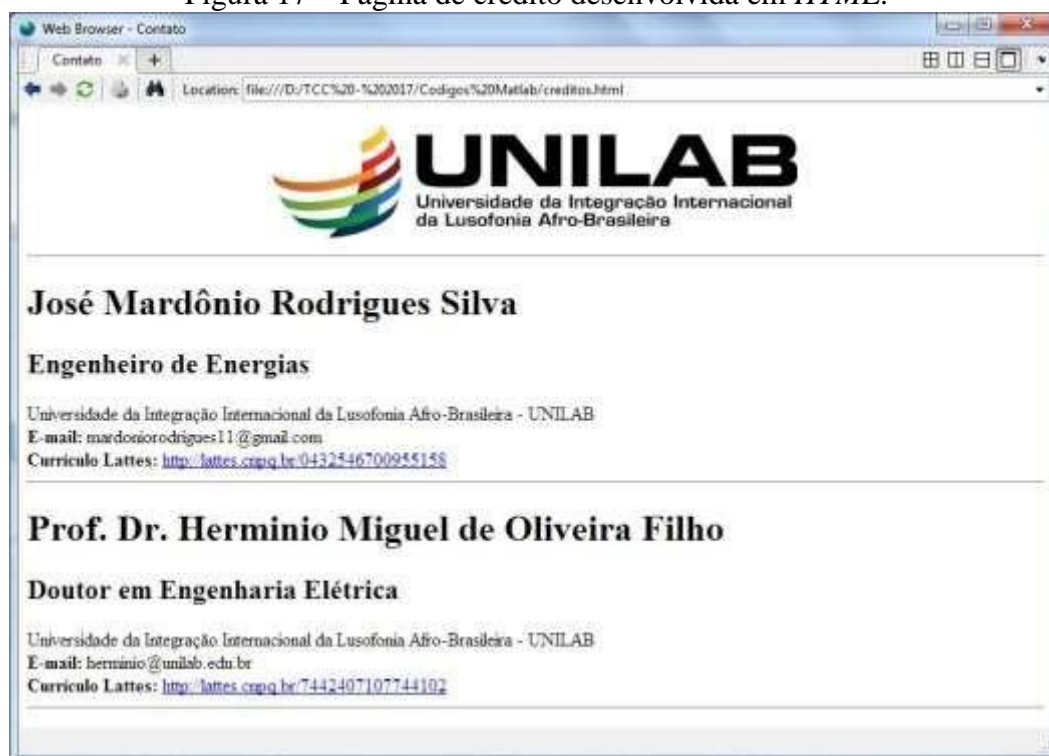 Figura 17 – Página de crédito desenvolvida em HTML.
Web Browser - Contato
Contato
Location: file:///D:/TCC%20-%202017/Codigos%20Matlab/creditos.html
UNILAB
Universidade da Integração Internacional
da Lusofonia Afro-Brasileira
José Mardônio Rodrigues Silva
Engenheiro de Energias
Universidade da Integração Internacional da Lusofonia Afro-Brasileira - UNILAB
E-mail: mardoniorodrigues11@gmail.com
Curriculo Lattes: http://lattes.cnpq.br/0432546700955158
Prof. Dr. Herminio Miguel de Oliveira Filho
Doutor em Engenharia Elétrica
Universidade da Integração Internacional da Lusofonia Afro-Brasileira - UNILAB
E-mail: herminio@unilab.edu.br
Curriculo Lattes: http://lattes.cnpq.br/7442407107744102